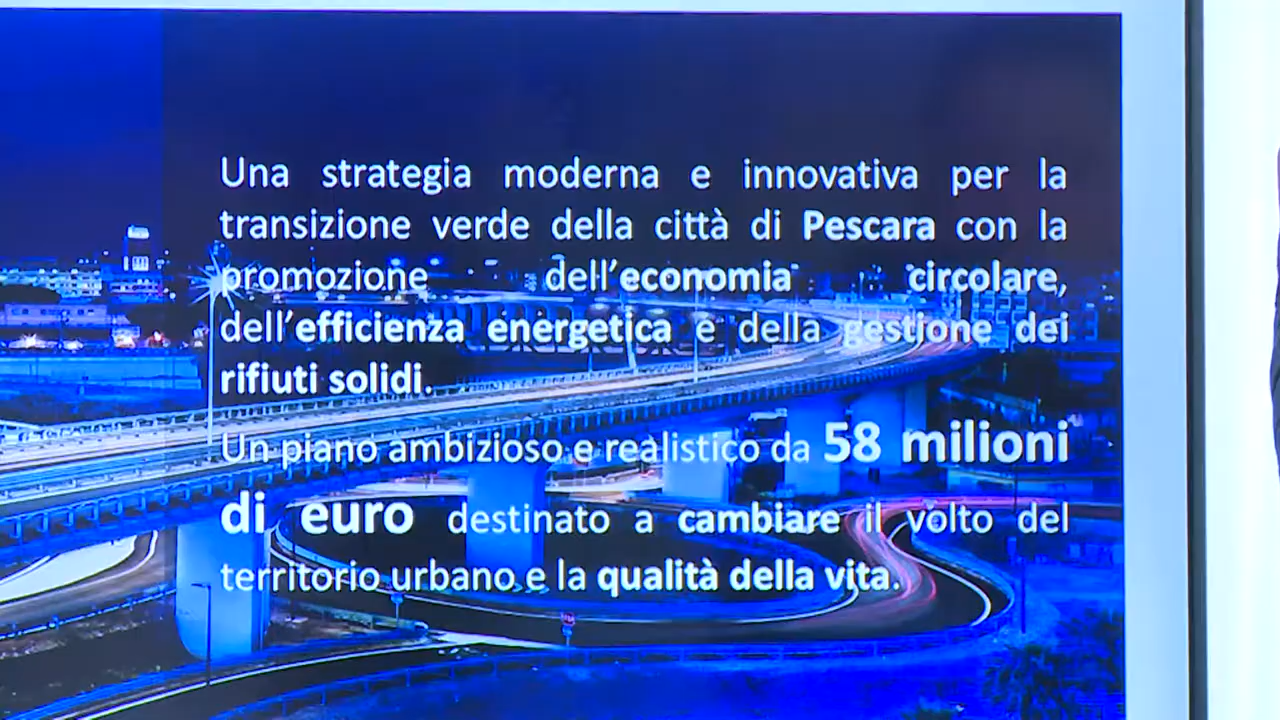 Una strategia moderna e innovativa per la
transizione verde della città di Pescara con la
promozione dell'economia circolare,
dell'efficienza energetica e della gestione dei
rifiuti solidi.
Un piano ambizioso e realistico da 58 milioni
di euro destinato a cambiare il volto del
territorio urbano e la qualità della vita.